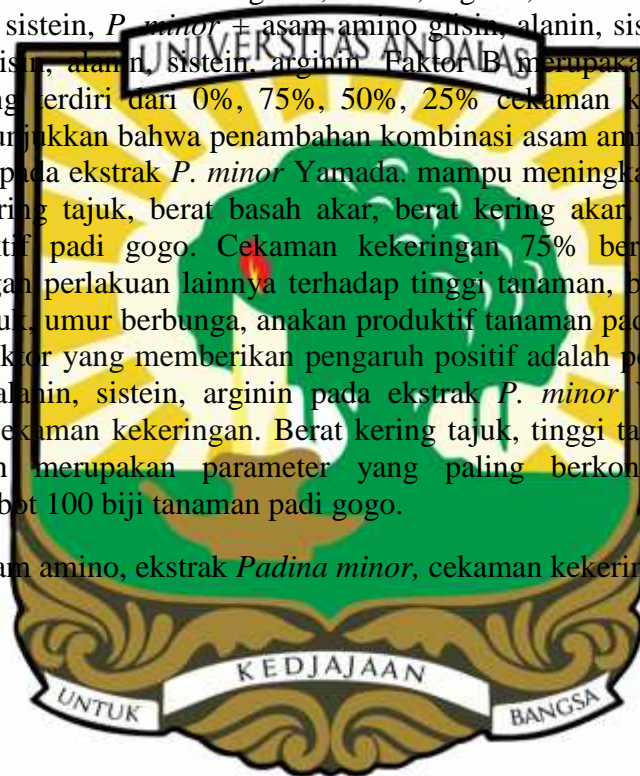 sistein, P. minor + asam amino glisin, alanin, sis
UNIVERSITAS ANDALAS
isin, alanin, sistein, arginin. Faktor B merupaka
ng terdiri dari 0%, 75%, 50%, 25% cekaman k
unjukkan bahwa penambahan kombinasi asam ami
pada ekstrak P. minor Yamada. mampu meningka
ring tajuk, berat basah akar, berat kering akar,
tif padi gogo. Cekaman kekeringan 75% ber
gan perlakuan lainnya terhadap tinggi tanaman, b
uk, umur berbunga, anakan produktif tanaman pad
ktor yang memberikan pengaruh positif adalah pe
alanin, sistein, arginin pada ekstrak P. minor
cekaman kekeringan. Berat kering tajuk, tinggi ta
n merupakan parameter yang paling berkon
bot 100 biji tanaman padi gogo.
am amino, ekstrak Padina minor, cekaman kekerin
KEDJAJAAN
UNTUK
BANGSA